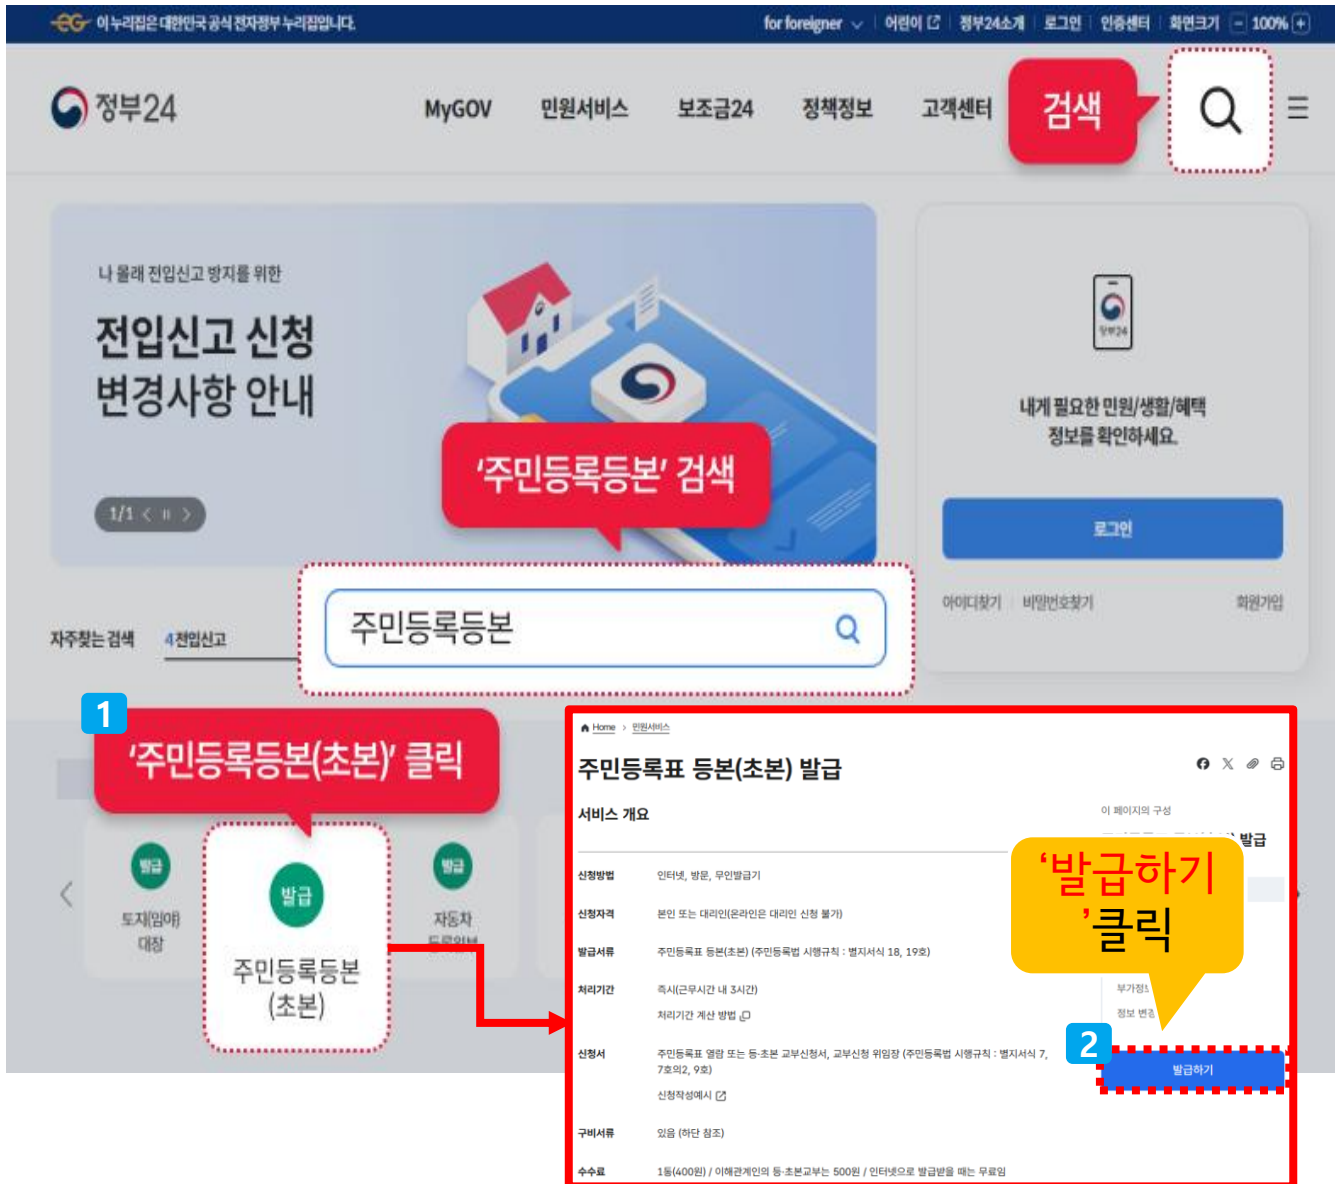 이 누리집은 대한민국 공식 전자정부 누리집입니다.
for foreigner
어린이
정부24소개
로그인
인증센터
화면크기
100%
정부24
MyGOV
민원서비스
보조금24
정책정보
고객센터
검색
나 몰래 전입신고 방지를 위한
전입신고 신청
변경사항 안내
1/1
정부24
내게 필요한 민원/생활/혜택
정보를 확인하세요.
로그인
아이디찾기
비밀번호찾기
회원가입
'주민등록등본' 검색
주민등록등본
자주찾는 검색
4 전입신고
1
'주민등록등본(초본)' 클릭
발급
토지(임야)
대장
발급
주민등록등본
(초본)
발급
자동차
Home > 민원서비스
주민등록표 등본(초본) 발급
서비스 개요
이 페이지의 구성
발급
'발급하기
'클릭
신청방법
인터넷, 방문, 무인발급기
신청자격
본인 또는 대리인(온라인은 대리인 신청 불가)
발급서류
주민등록표 등본(초본) (주민등록법 시행규칙 : 별지서식 18, 19호)
처리기간
즉시(근무시간 내 3시간)
처리기간 계산 방법
부가정보
정보 변경
신청서
주민등록표 열람 또는 등·초본 교부신청서, 교부신청 위임장 (주민등록법 시행규칙 : 별지서식 7,
7호의2, 9호)
신청작성예시
2
발급하기
구비서류
있음 (하단 참조)
수수료
1통(400원) / 이해관계인의 등·초본교부는 500원 / 인터넷으로 발급받을 때는 무료임